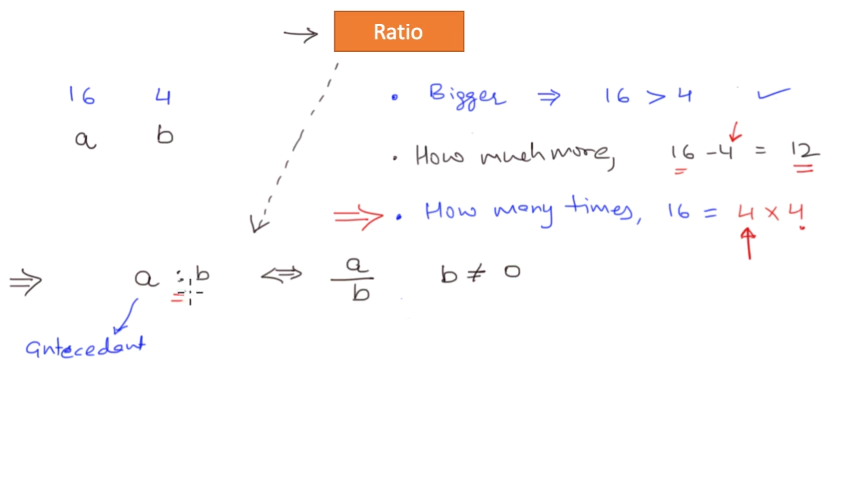 → Ratio
16 4
a b
• Bigger ⇒ 16 > 4 ✓
• How much more, 16 - 4 = 12
⇒ • How many times, 16 = 4 × 4
⇒ a : b ⇔ a/b b ≠ 0
antecedent